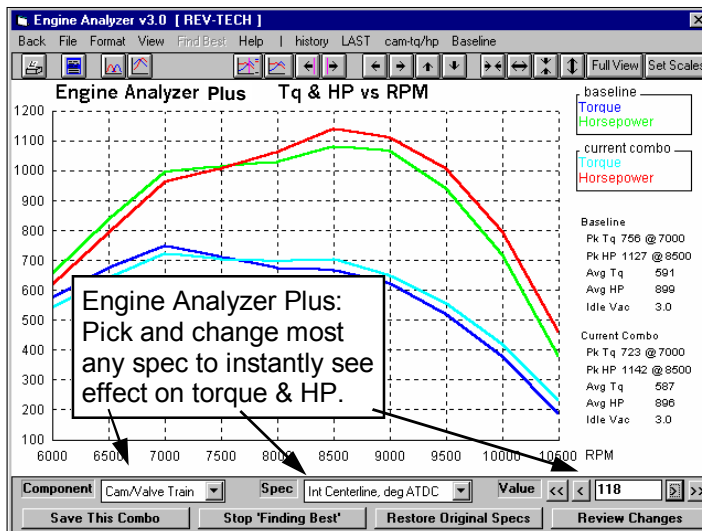 Engine Analyzer v3.0 [ REV-TECH ]
Back File Format View Find Best Help | history LAST cam-tq/hp Baseline
Full View Set Scales
Engine Analyzer Plus Tq & HP vs RPM
1200
1100
1000
900
800
700
600
500
400
300
200
100
6000 6500 7000 7500 8000 8500 9000 9500 10000 10500 RPM
baseline
Torque
Horsepower
current combo
Torque
Horsepower
Baseline
Pk Tq 756 @ 7000
Pk HP 1127 @ 8500
Avg Tq 591
Avg HP 899
Idle Vac 3.0
Current Combo
Pk Tq 723 @ 7000
Pk HP 1142 @ 8500
Avg Tq 587
Avg HP 896
Idle Vac 3.0
Engine Analyzer Plus:
Pick and change most
any spec to instantly see
effect on torque & HP.
Component Cam/Valve Train Spec Int Centerline, deg ATDC Value << < 118 > >>
Save This Combo Stop 'Finding Best' Restore Original Specs Review Changes